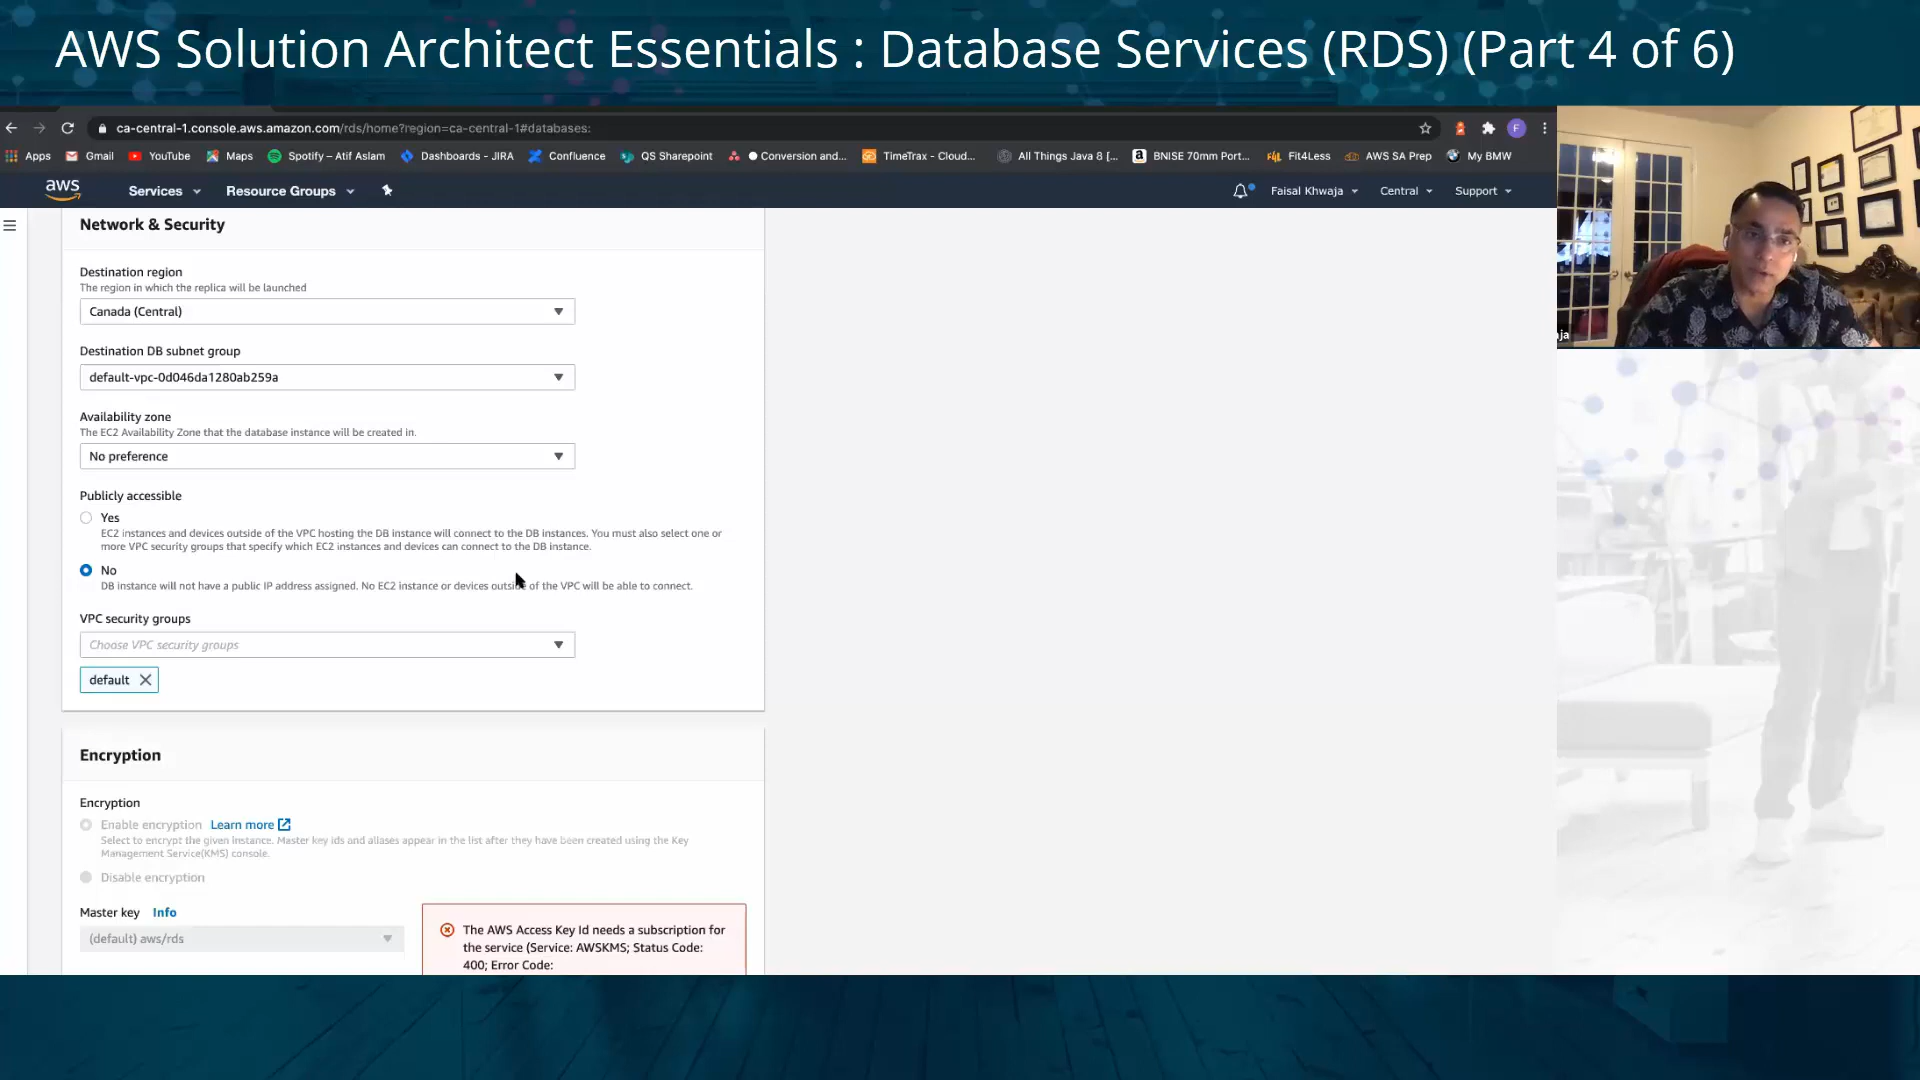 AWS Solution Architect Essentials : Database Services (RDS) (Part 4 of 6)
ca-central-1.console.aws.amazon.com/rds/home?region=ca-central-1#databases:
F
Apps Gmail YouTube Maps Spotify – Atif Aslam Dashboards - JIRA Confluence QS Sharepoint Conversion and... TimeTrax - Cloud... All Things Java 8 [... BNISE 70mm Port... Fit4Less AWS SA Prep My BMW
aws Services Resource Groups Faisal Khwaja Central Support
Network & Security
Destination region
The region in which the replica will be launched
Canada (Central)
Destination DB subnet group
default-vpc-0d046da1280ab259a
Availability zone
The EC2 Availability Zone that the database instance will be created in.
No preference
Publicly accessible
Yes
EC2 instances and devices outside of the VPC hosting the DB instance will connect to the DB instances. You must also select one or
more VPC security groups that specify which EC2 instances and devices can connect to the DB instance.
No
DB instance will not have a public IP address assigned. No EC2 instance or devices outside of the VPC will be able to connect.
VPC security groups
Choose VPC security groups
default
Encryption
Encryption
Enable encryption Learn more
Select to encrypt the given instance. Master key ids and aliases appear in the list after they have been created using the Key
Management Service(KMS) console.
Disable encryption
Master key Info
(default) aws/rds
The AWS Access Key Id needs a subscription for
the service (Service: AWSKMS; Status Code:
400; Error Code:
ja